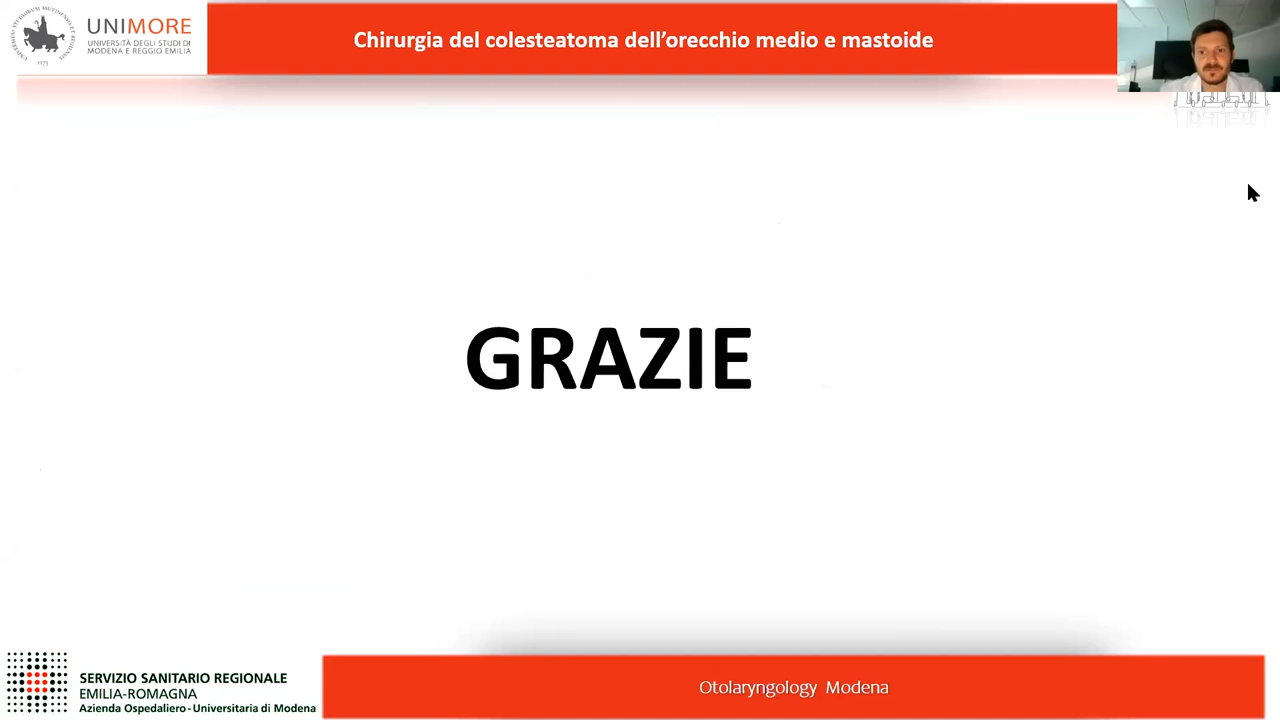 UNIMORE
UNIVERSITÀ DEGLI STUDI DI
MODENA E REGGIO EMILIA
1175
Chirurgia del colesteatoma dell’orecchio medio e mastoide
GRAZIE
SERVIZIO SANITARIO REGIONALE
EMILIA-ROMAGNA
Azienda Ospedaliero - Universitaria di Modena
Otolaryngology Modena